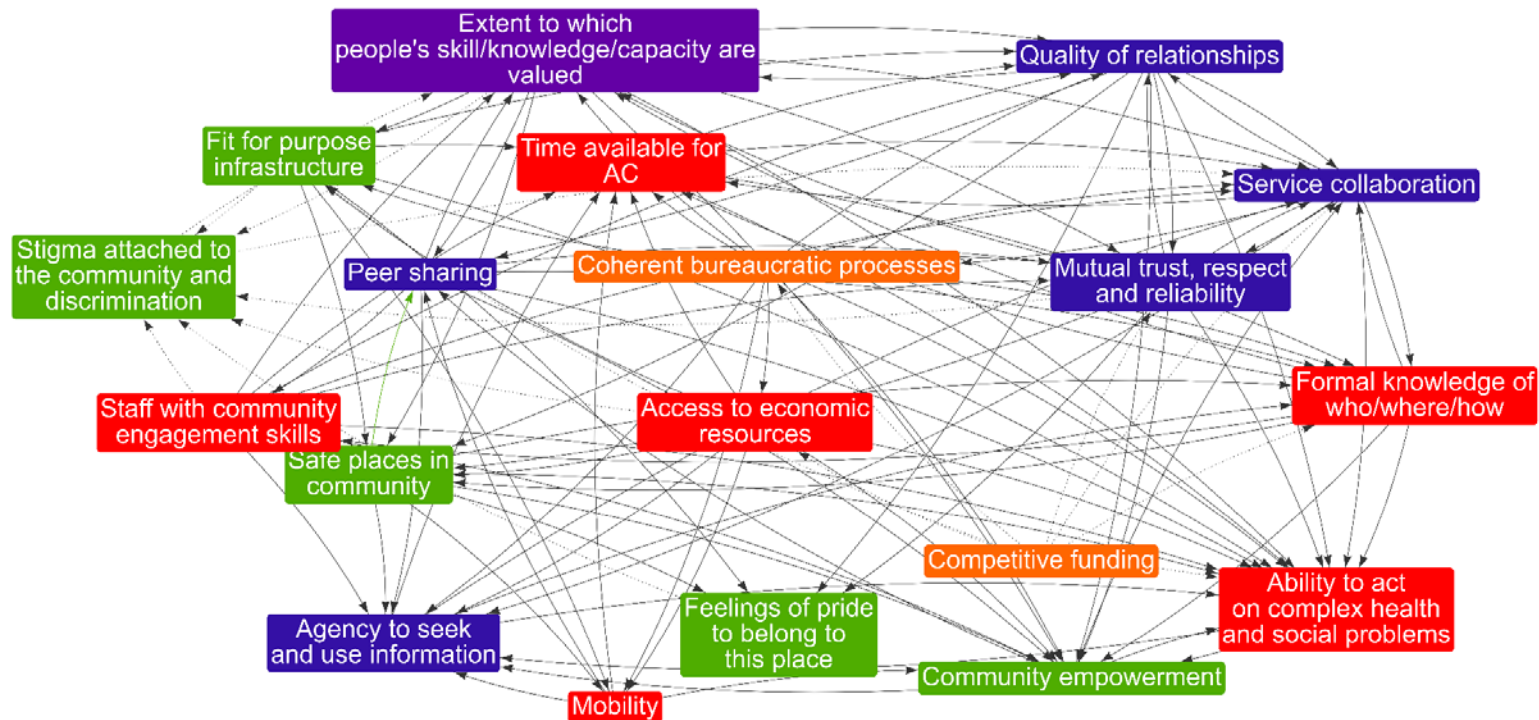 Extent to which
people's skill/knowledge/capacity are
valued
Quality of relationships
Fit for purpose
infrastructure
Time available for
AC
Service collaboration
Stigma attached to
the community and
discrimination
Peer sharing
Coherent bureaucratic processes
Mutual trust, respect
and reliability
Staff with community
engagement skills
Access to economic
resources
Formal knowledge of
who/where/how
Safe places in
community
Competitive funding
Ability to act
on complex health
and social problems
Feelings of pride
to belong to
this place
Agency to seek
and use information
Community empowerment
Mobility